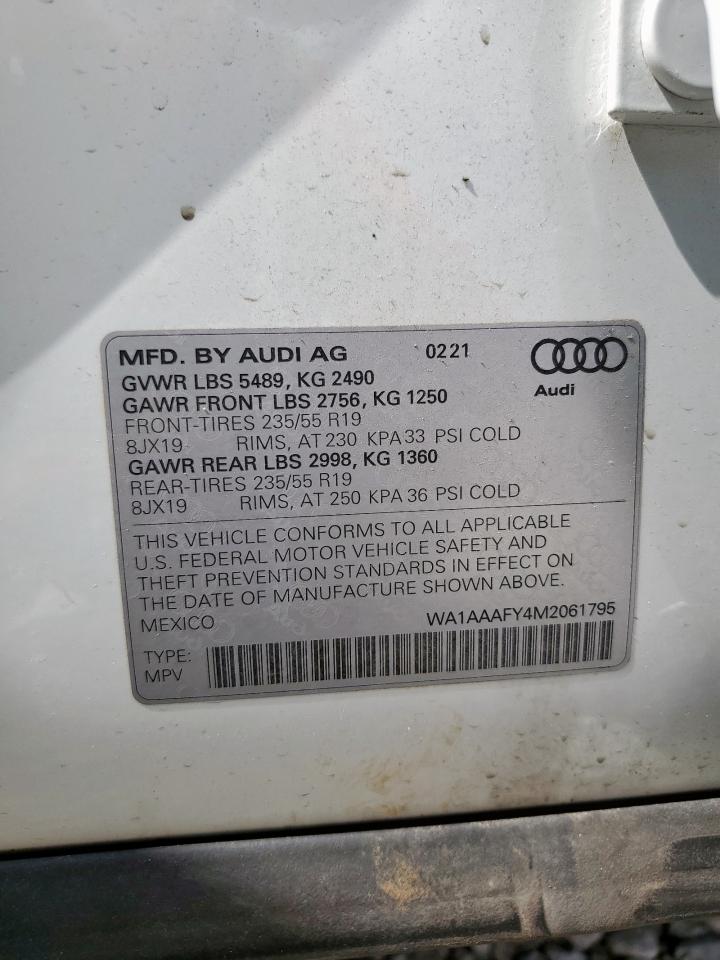 MFD. BY AUDI AG 02 21
GVWR LBS 5489, KG 2490
Audi
GAWR FRONT LBS 2756, KG 1250
FRONT-TIRES 235/55 R19
8JX19 RIMS, AT 230 KPA 33 PSI COLD
GAWR REAR LBS 2998, KG 1360
REAR-TIRES 235/55 R19
8JX19 RIMS, AT 250 KPA 36 PSI COLD
THIS VEHICLE CONFORMS TO ALL APPLICABLE
U.S. FEDERAL MOTOR VEHICLE SAFETY AND
THEFT PREVENTION STANDARDS IN EFFECT ON
THE DATE OF MANUFACTURE SHOWN ABOVE.
MEXICO WA1AAAFY4M2061795
TYPE:
MPV